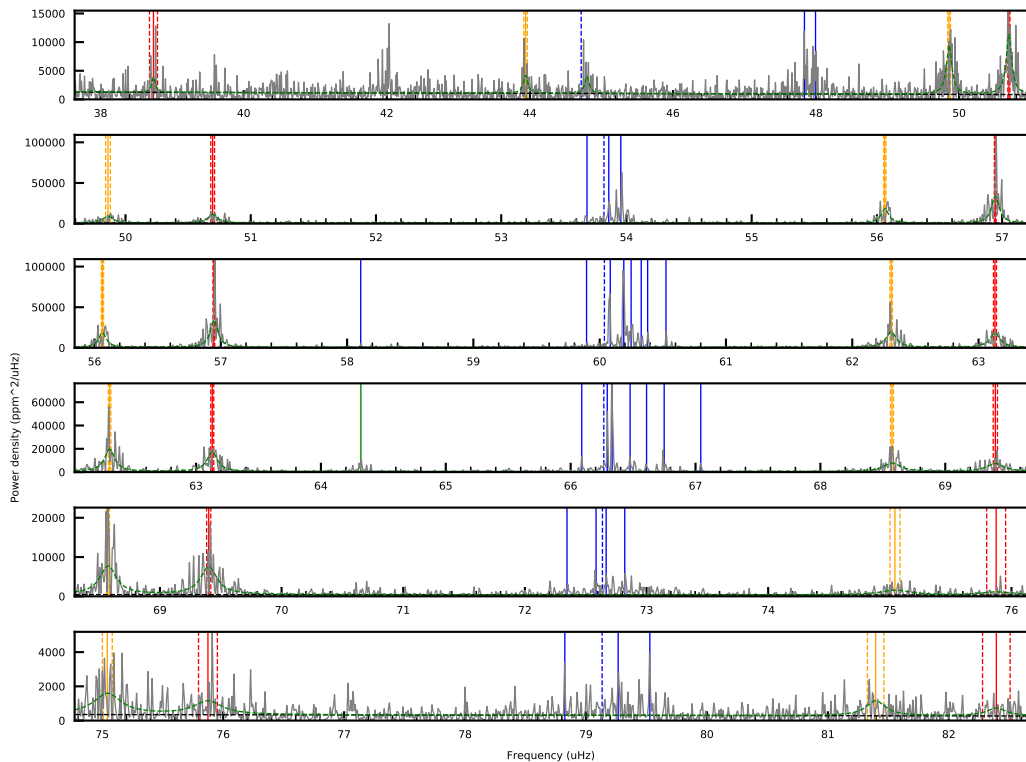 15000
10000
5000
0
38 40 42 44 46 48 50
100000
50000
0
50 51 52 53 54 55 56 57
100000
50000
0
56 57 58 59 60 61 62 63
60000
40000
20000
0
63 64 65 66 67 68 69
20000
10000
0
69 70 71 72 73 74 75 76
4000
2000
0
75 76 77 78 79 80 81 82
Power density (ppm^2/uHz)
Frequency (uHz)